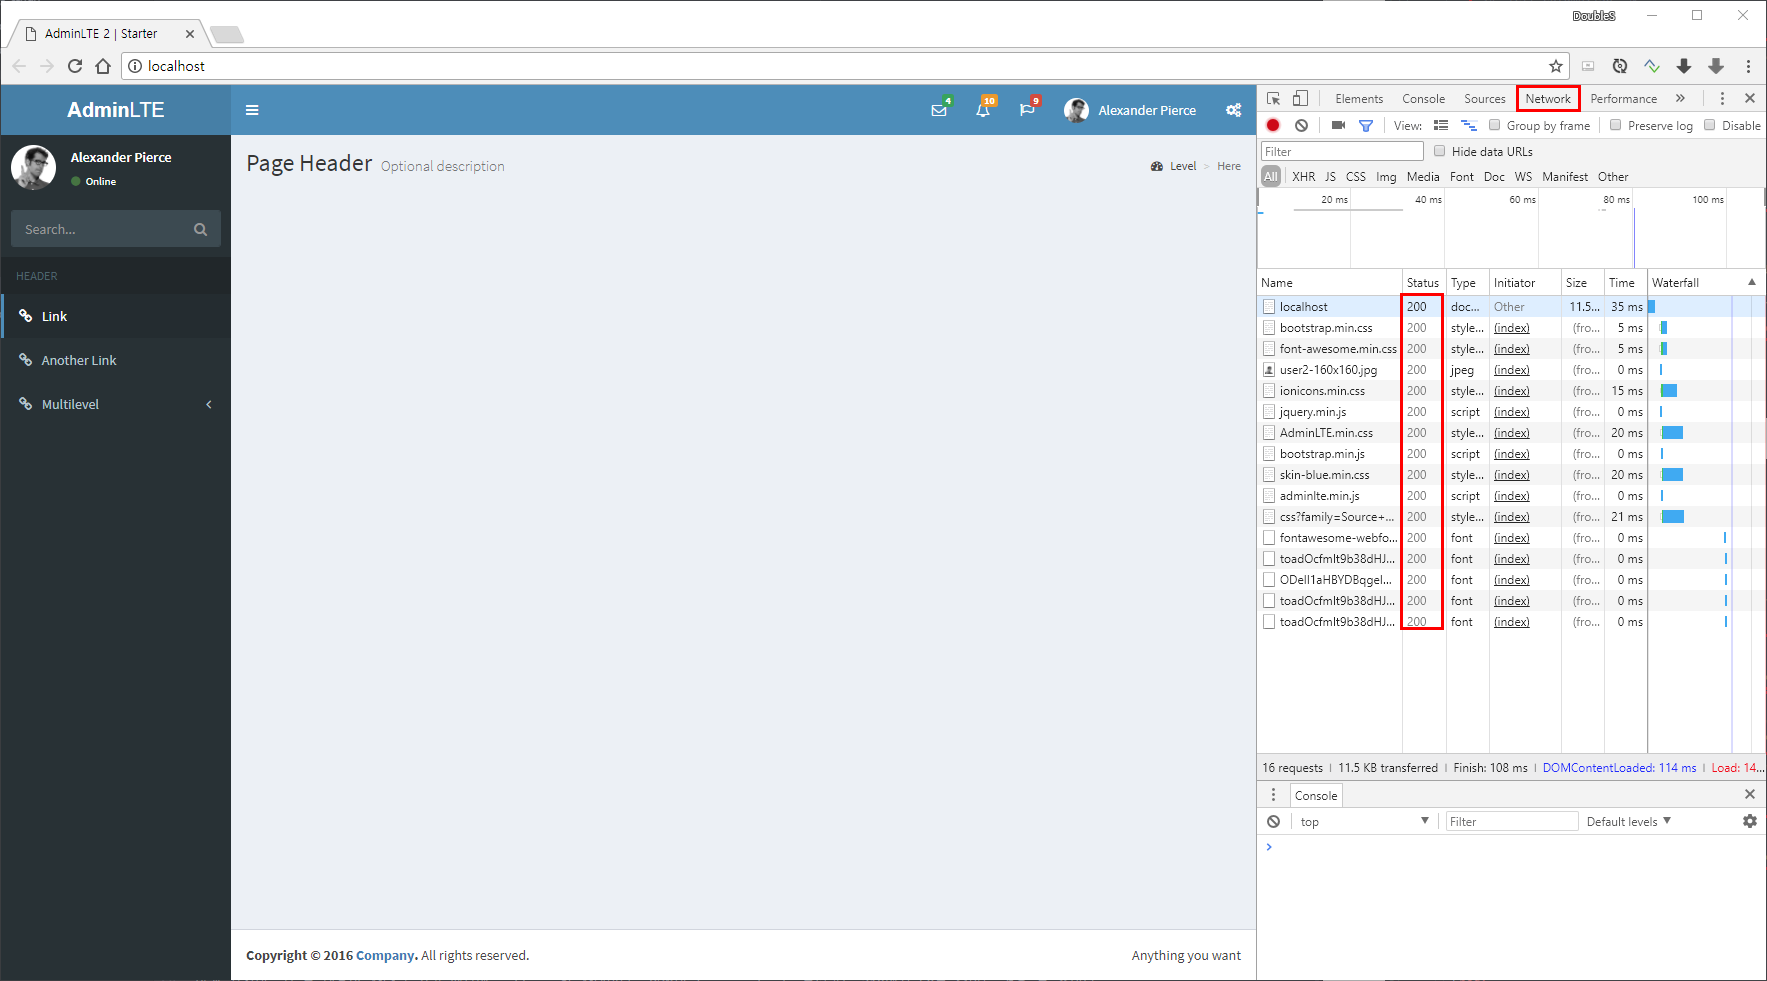 DoubleS
AdminLTE 2 | Starter
localhost
AdminLTE
4
10
9
Alexander Pierce
Alexander Pierce
Online
Search...
HEADER
Link
Another Link
Multilevel
Page Header Optional description
Level > Here
Copyright © 2016 Company. All rights reserved.
Anything you want
Elements Console Sources Network Performance »
View: Group by frame Preserve log Disable
Filter Hide data URLs
All XHR JS CSS Img Media Font Doc WS Manifest Other
20 ms 40 ms 60 ms 80 ms 100 ms
Name Status Type Initiator Size Time Waterfall
localhost 200 doc... Other 11.5... 35 ms
bootstrap.min.css 200 style... (index) (fro... 5 ms
font-awesome.min.css 200 style... (index) (fro... 5 ms
user2-160x160.jpg 200 jpeg (index) (fro... 0 ms
ionicons.min.css 200 style... (index) (fro... 15 ms
jquery.min.js 200 script (index) (fro... 0 ms
AdminLTE.min.css 200 style... (index) (fro... 20 ms
bootstrap.min.js 200 script (index) (fro... 0 ms
skin-blue.min.css 200 style... (index) (fro... 20 ms
adminlte.min.js 200 script (index) (fro... 0 ms
css?family=Source+... 200 style... (index) (fro... 21 ms
fontawesome-webfo... 200 font (index) (fro... 0 ms
toadOcfmlt9b38dHJ... 200 font (index) (fro... 0 ms
ODelI1aHBYDBqgeI... 200 font (index) (fro... 0 ms
toadOcfmlt9b38dHJ... 200 font (index) (fro... 0 ms
toadOcfmlt9b38dHJ... 200 font (index) (fro... 0 ms
16 requests | 11.5 KB transferred | Finish: 108 ms | DOMContentLoaded: 114 ms | Load: 14...
Console
top Filter Default levels